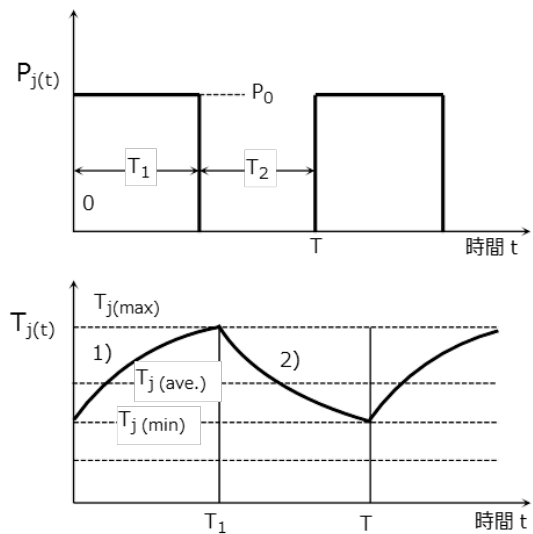 Pj(t)
P0
T1
T2
0
T
時間 t
Tj(t)
Tj(max)
1)
2)
Tj (ave.)
Tj (min)
T1
T
時間 t